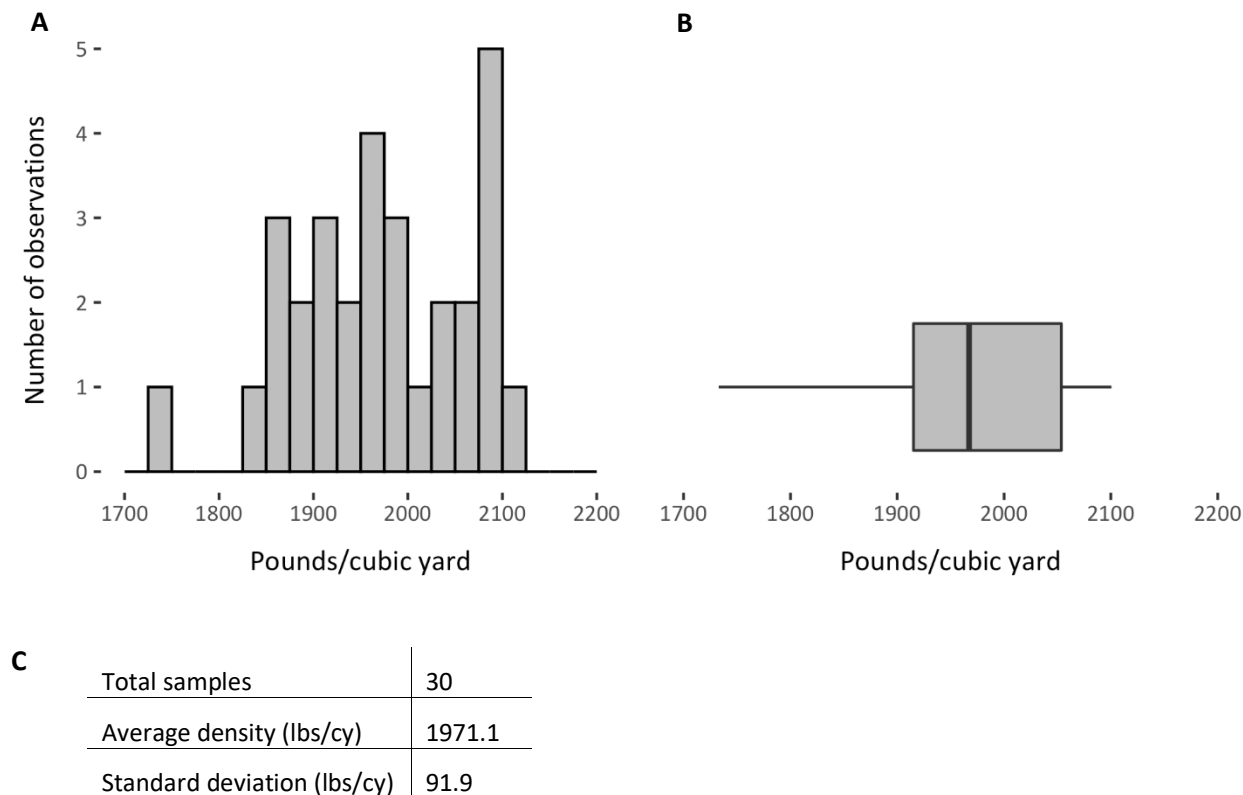 A
B
Number of observations
5
4
3
2
1
0
1700 1800 1900 2000 2100 2200
Pounds/cubic yard
1700 1800 1900 2000 2100 2200
Pounds/cubic yard
C
Total samples 30
Average density (lbs/cy) 1971.1
Standard deviation (lbs/cy) 91.9